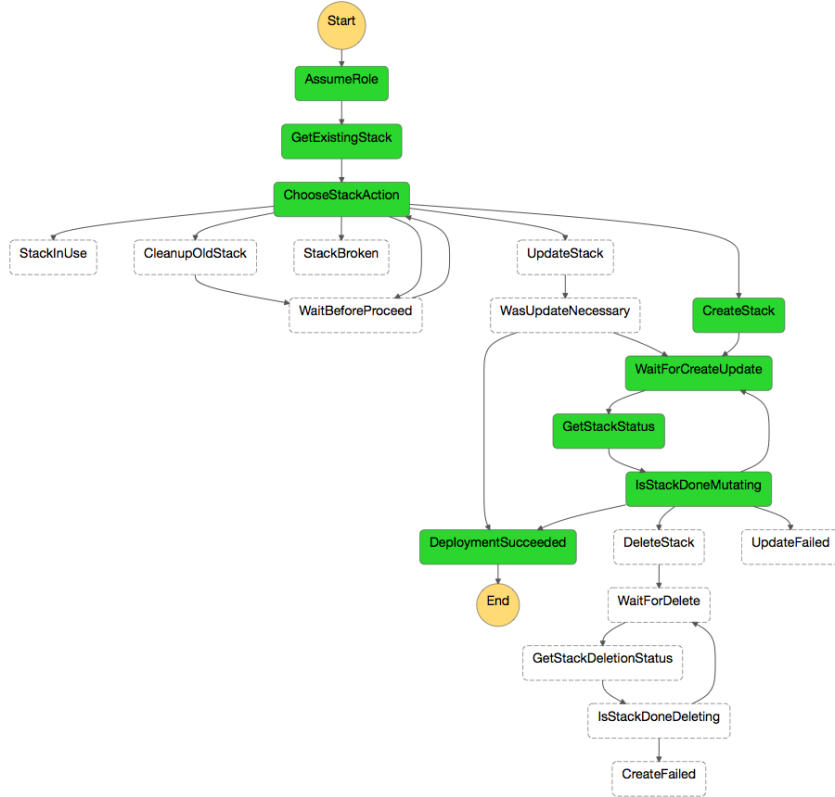 Start
AssumeRole
GetExistingStack
ChooseStackAction
StackInUse
CleanupOldStack
StackBroken
UpdateStack
WaitBeforeProceed
WasUpdateNecessary
CreateStack
WaitForCreateUpdate
GetStackStatus
IsStackDoneMutating
DeploymentSucceeded
DeleteStack
UpdateFailed
End
WaitForDelete
GetStackDeletionStatus
IsStackDoneDeleting
CreateFailed